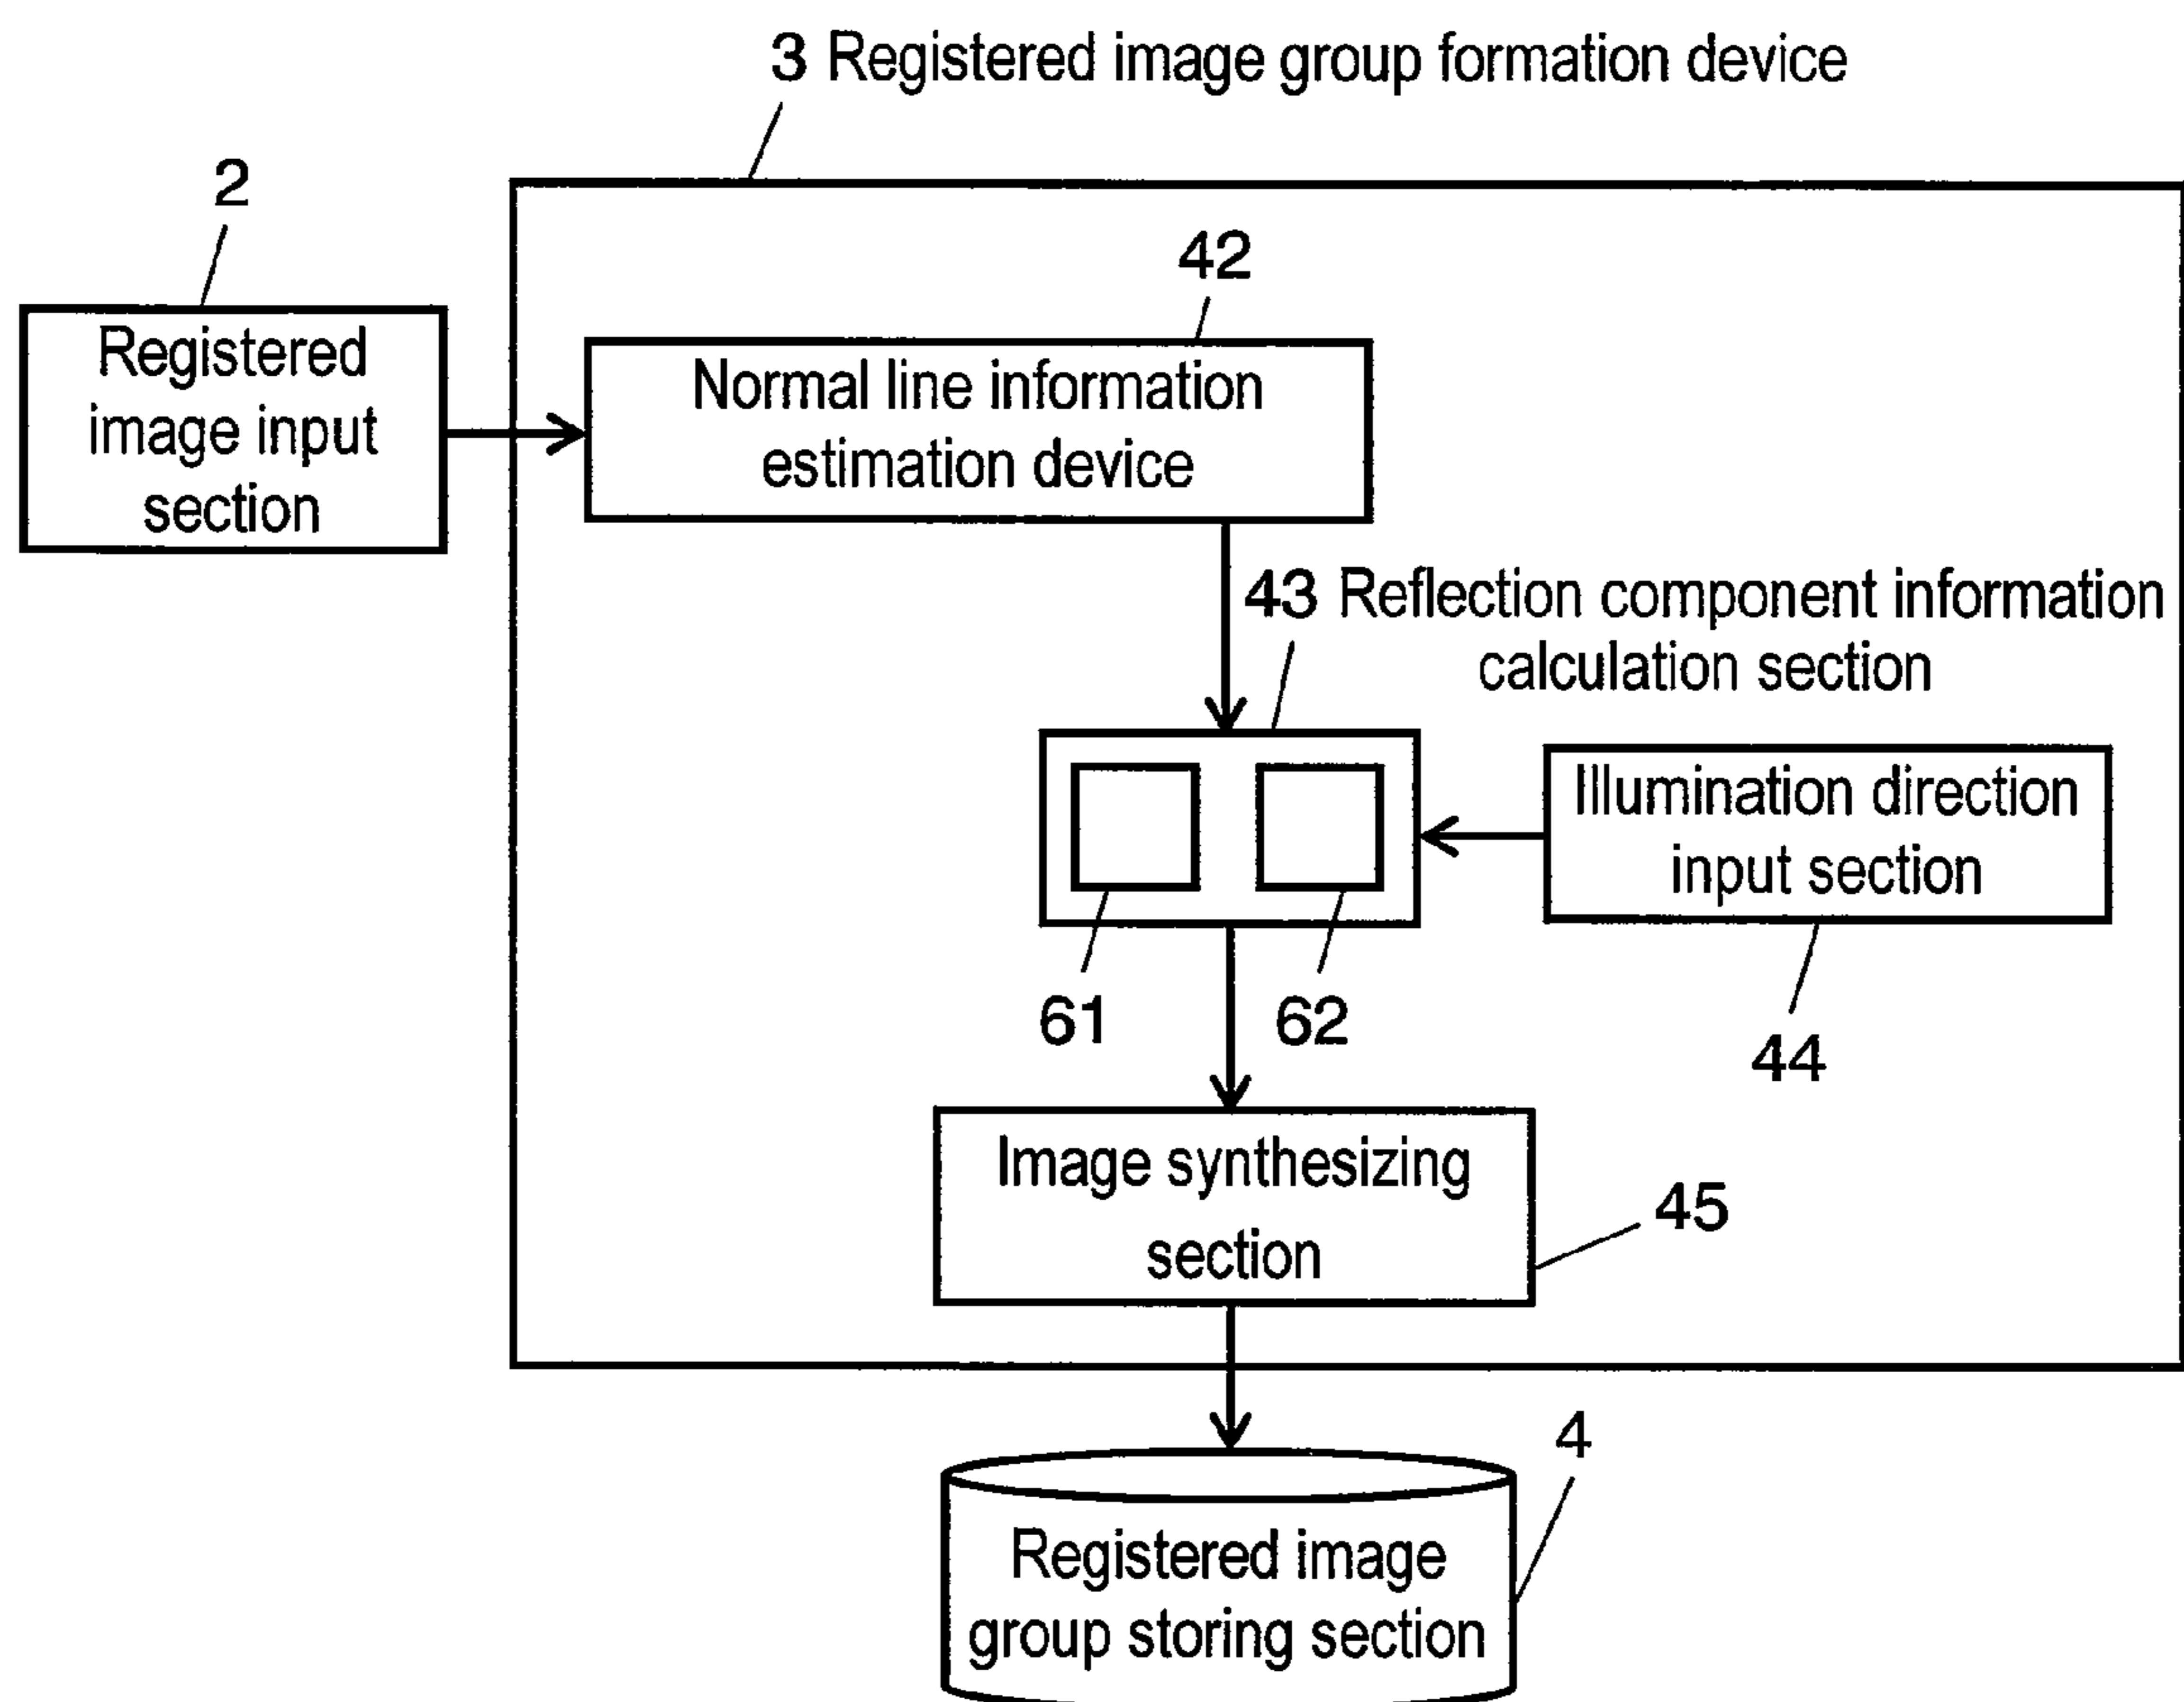 3 Registered image group formation device
2
42
Registered
image input
section
Normal line information
estimation device
43 Reflection component information
calculation section
Illumination direction
input section
61
62
44
Image synthesizing
section
45
4
Registered image
group storing section